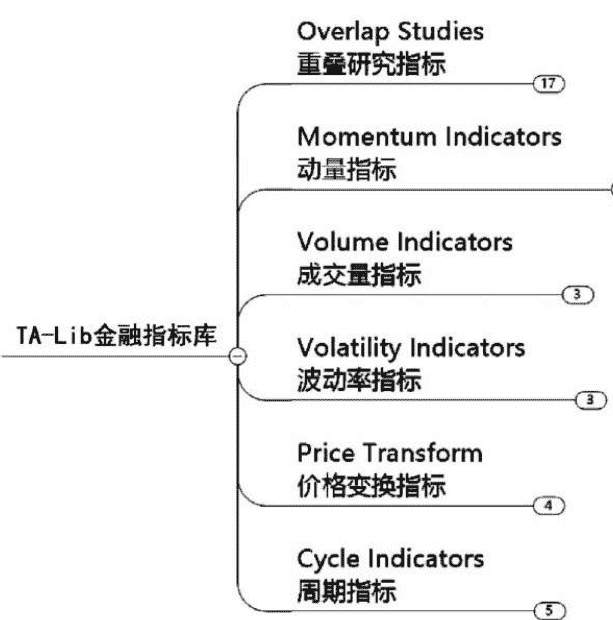 Overlap Studies
重叠研究指标
17
Momentum Indicators
动量指标
Volume Indicators
成交量指标
3
TA-Lib金融指标库
Volatility Indicators
波动率指标
3
Price Transform
价格变换指标
4
Cycle Indicators
周期指标
5